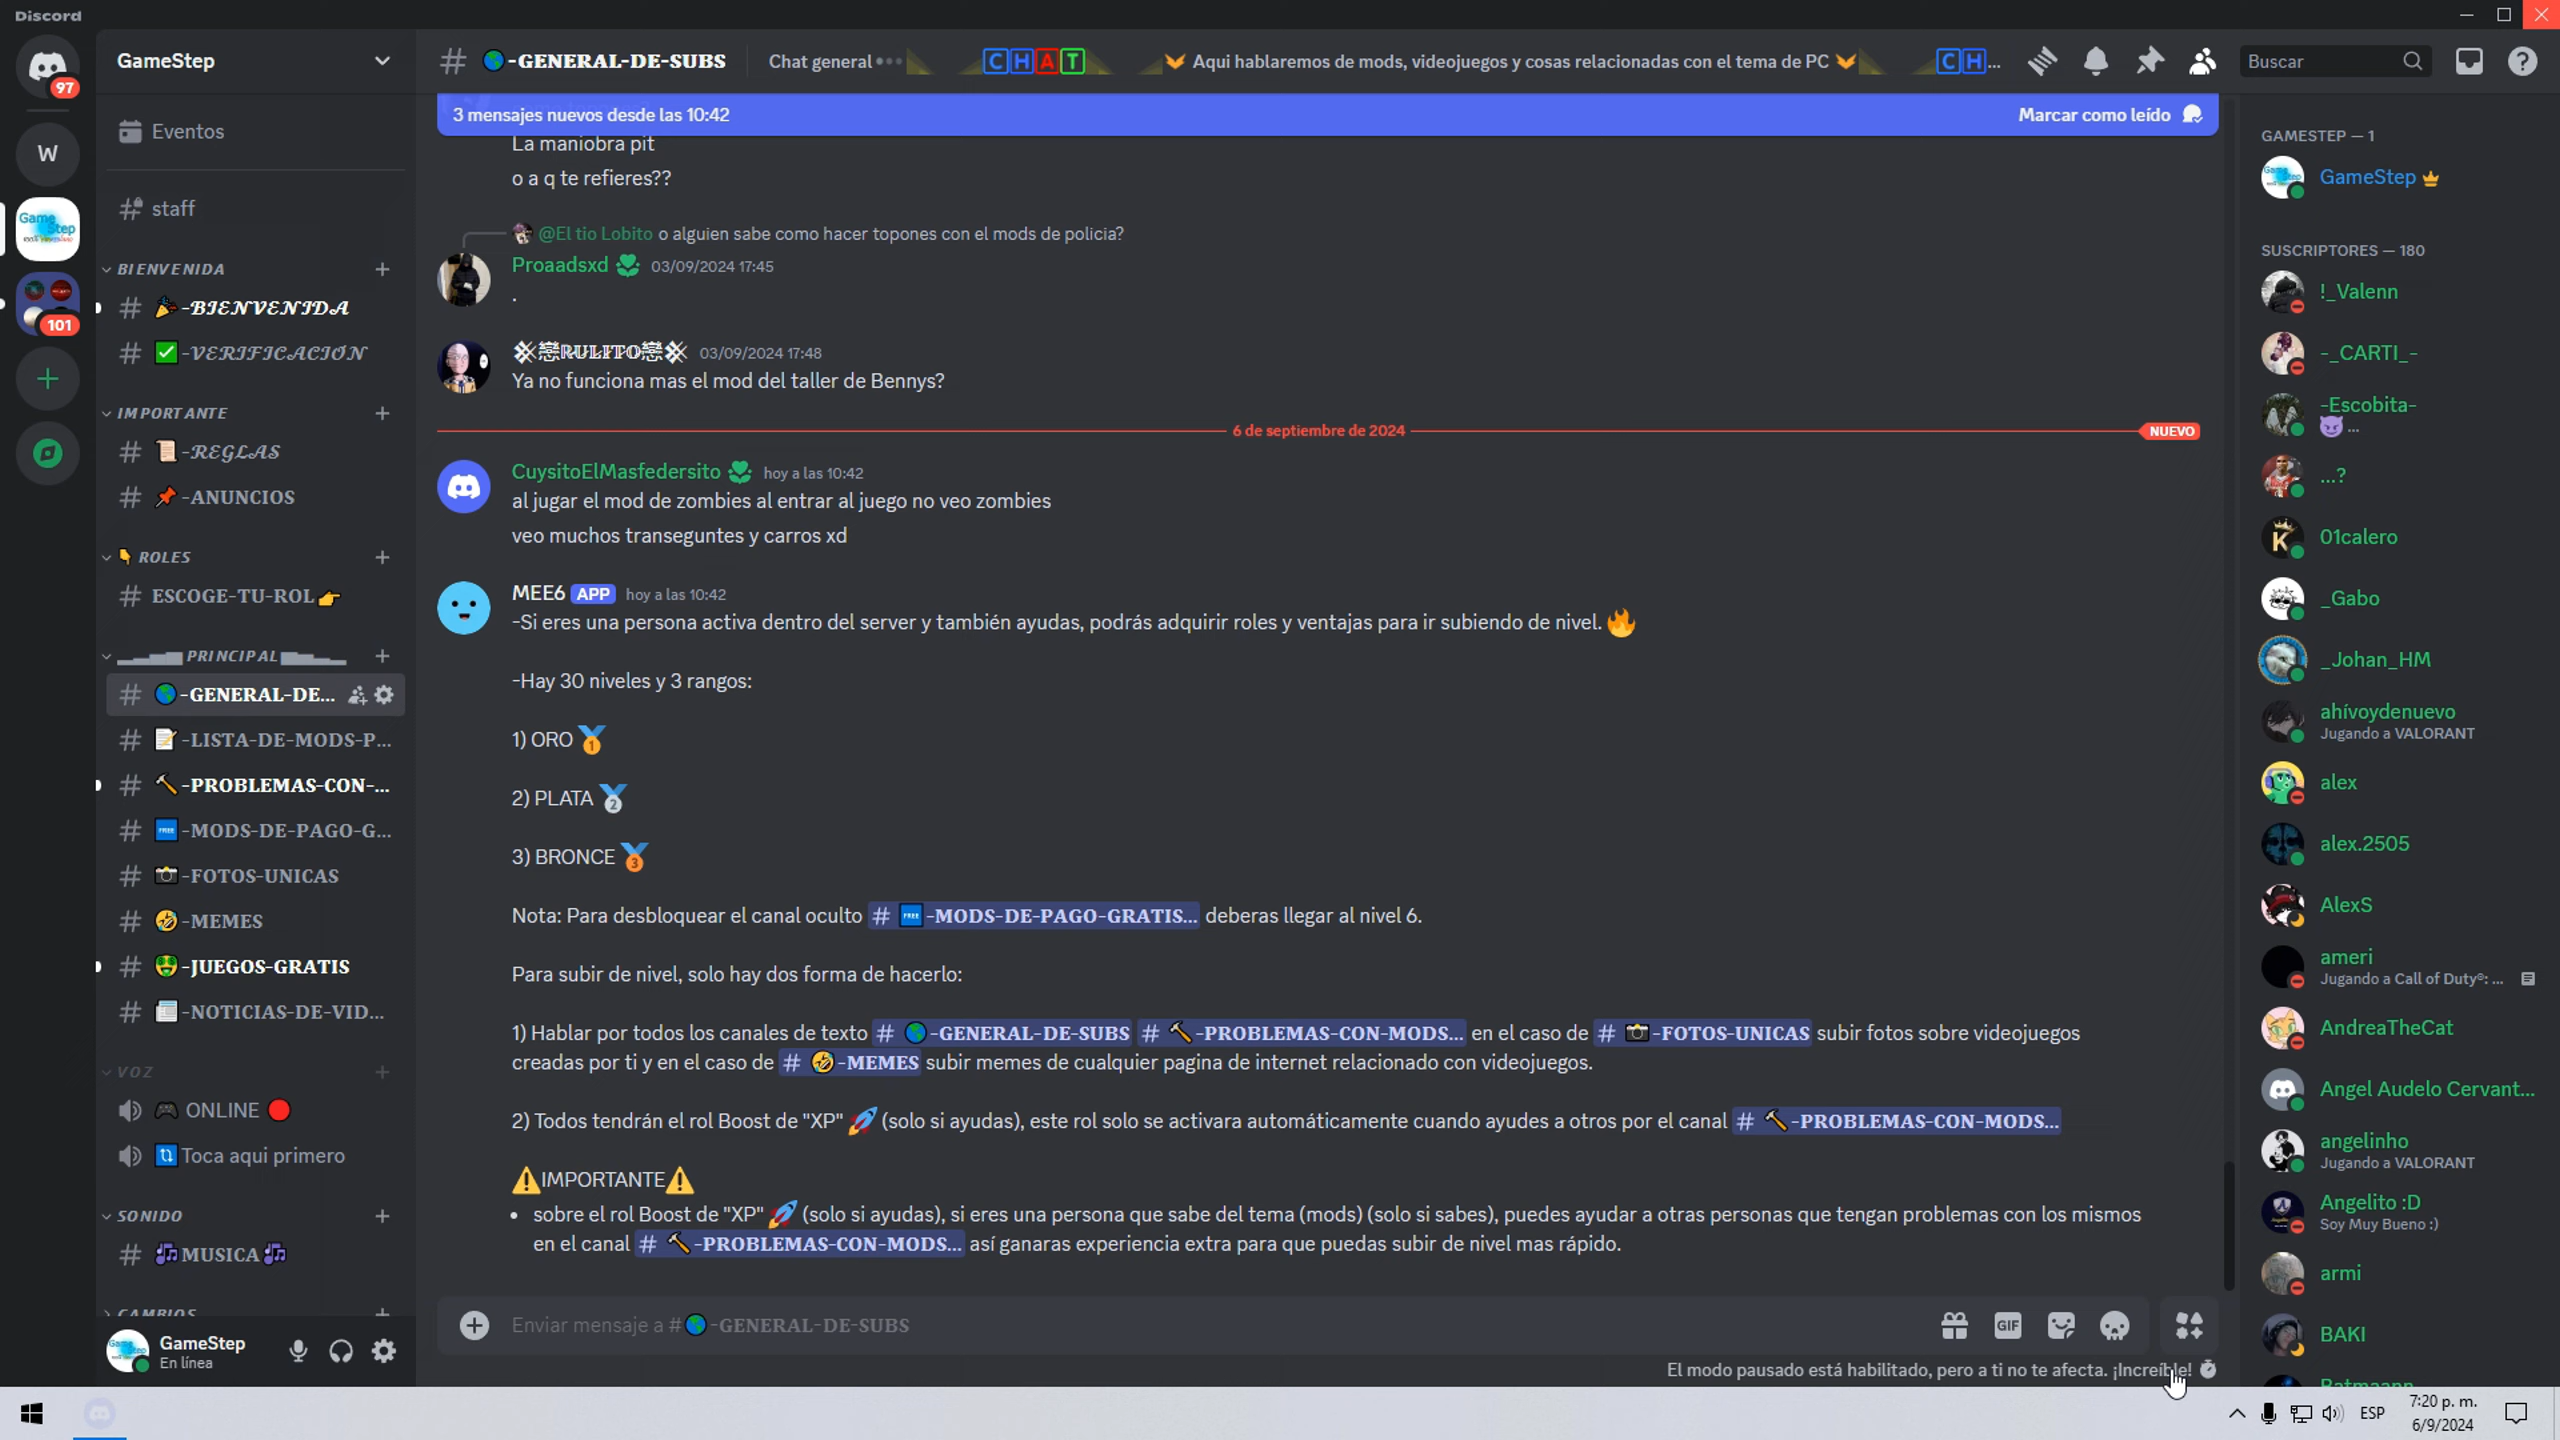 Discord
97
W
Game Step
101
GameStep
Eventos
staff
BIENVENIDA
-BIENVENIDA
-VERIFICACIÓN
IMPORTANTE
-REGLAS
-ANUNCIOS
ROLES
ESCOGE-TU-ROL
PRINCIPAL
-GENERAL-DE...
-LISTA-DE-MODS-P...
-PROBLEMAS-CON-...
-MODS-DE-PAGO-G...
-FOTOS-UNICAS
-MEMES
-JUEGOS-GRATIS
-NOTICIAS-DE-VID...
VOZ
ONLINE
Toca aqui primero
SONIDO
MUSICA
CAMBIOS
GameStep
En línea
# -GENERAL-DE-SUBS
Chat general
CHAT
Aqui hablaremos de mods, videojuegos y cosas relacionadas con el tema de PC
CH...
Buscar
3 mensajes nuevos desde las 10:42
Marcar como leído
La maniobra pit
o a q te refieres??
@El tio Lobito o alguien sabe como hacer topones con el mods de policia?
Proaadsxd 03/09/2024 17:45
.
RULITO 03/09/2024 17:48
Ya no funciona mas el mod del taller de Bennys?
6 de septiembre de 2024
NUEVO
CuysitoElMasfedersito hoy a las 10:42
al jugar el mod de zombies al entrar al juego no veo zombies
veo muchos transeguntes y carros xd
MEE6 APP hoy a las 10:42
-Si eres una persona activa dentro del server y también ayudas, podrás adquirir roles y ventajas para ir subiendo de nivel.
-Hay 30 niveles y 3 rangos:
1) ORO
2) PLATA
3) BRONCE
Nota: Para desbloquear el canal oculto # -MODS-DE-PAGO-GRATIS... deberas llegar al nivel 6.
Para subir de nivel, solo hay dos forma de hacerlo:
1) Hablar por todos los canales de texto # -GENERAL-DE-SUBS # -PROBLEMAS-CON-MODS... en el caso de # -FOTOS-UNICAS subir fotos sobre videojuegos
creadas por ti y en el caso de # -MEMES subir memes de cualquier pagina de internet relacionado con videojuegos.
2) Todos tendrán el rol Boost de "XP" (solo si ayudas), este rol solo se activara automáticamente cuando ayudes a otros por el canal # -PROBLEMAS-CON-MODS...
IMPORTANTE
• sobre el rol Boost de "XP" (solo si ayudas), si eres una persona que sabe del tema (mods) (solo si sabes), puedes ayudar a otras personas que tengan problemas con los mismos
en el canal # -PROBLEMAS-CON-MODS... así ganaras experiencia extra para que puedas subir de nivel mas rápido.
Enviar mensaje a # -GENERAL-DE-SUBS
GIF
El modo pausado está habilitado, pero a ti no te afecta. ¡Increíble!
GAMESTEP — 1
GameStep
SUSCRIPTORES — 180
!_Valenn
-_CARTI_-
-Escobita-
...
...?
01calero
_Gabo
_Johan_HM
ahívoydenuevo
Jugando a VALORANT
alex
alex.2505
AlexS
ameri
Jugando a Call of Duty®: ...
AndreaTheCat
Angel Audelo Cervant...
angelinho
Jugando a VALORANT
Angelito :D
Soy Muy Bueno :)
armi
BAKI
Batmaann
ESP
7:20 p. m.
6/9/2024